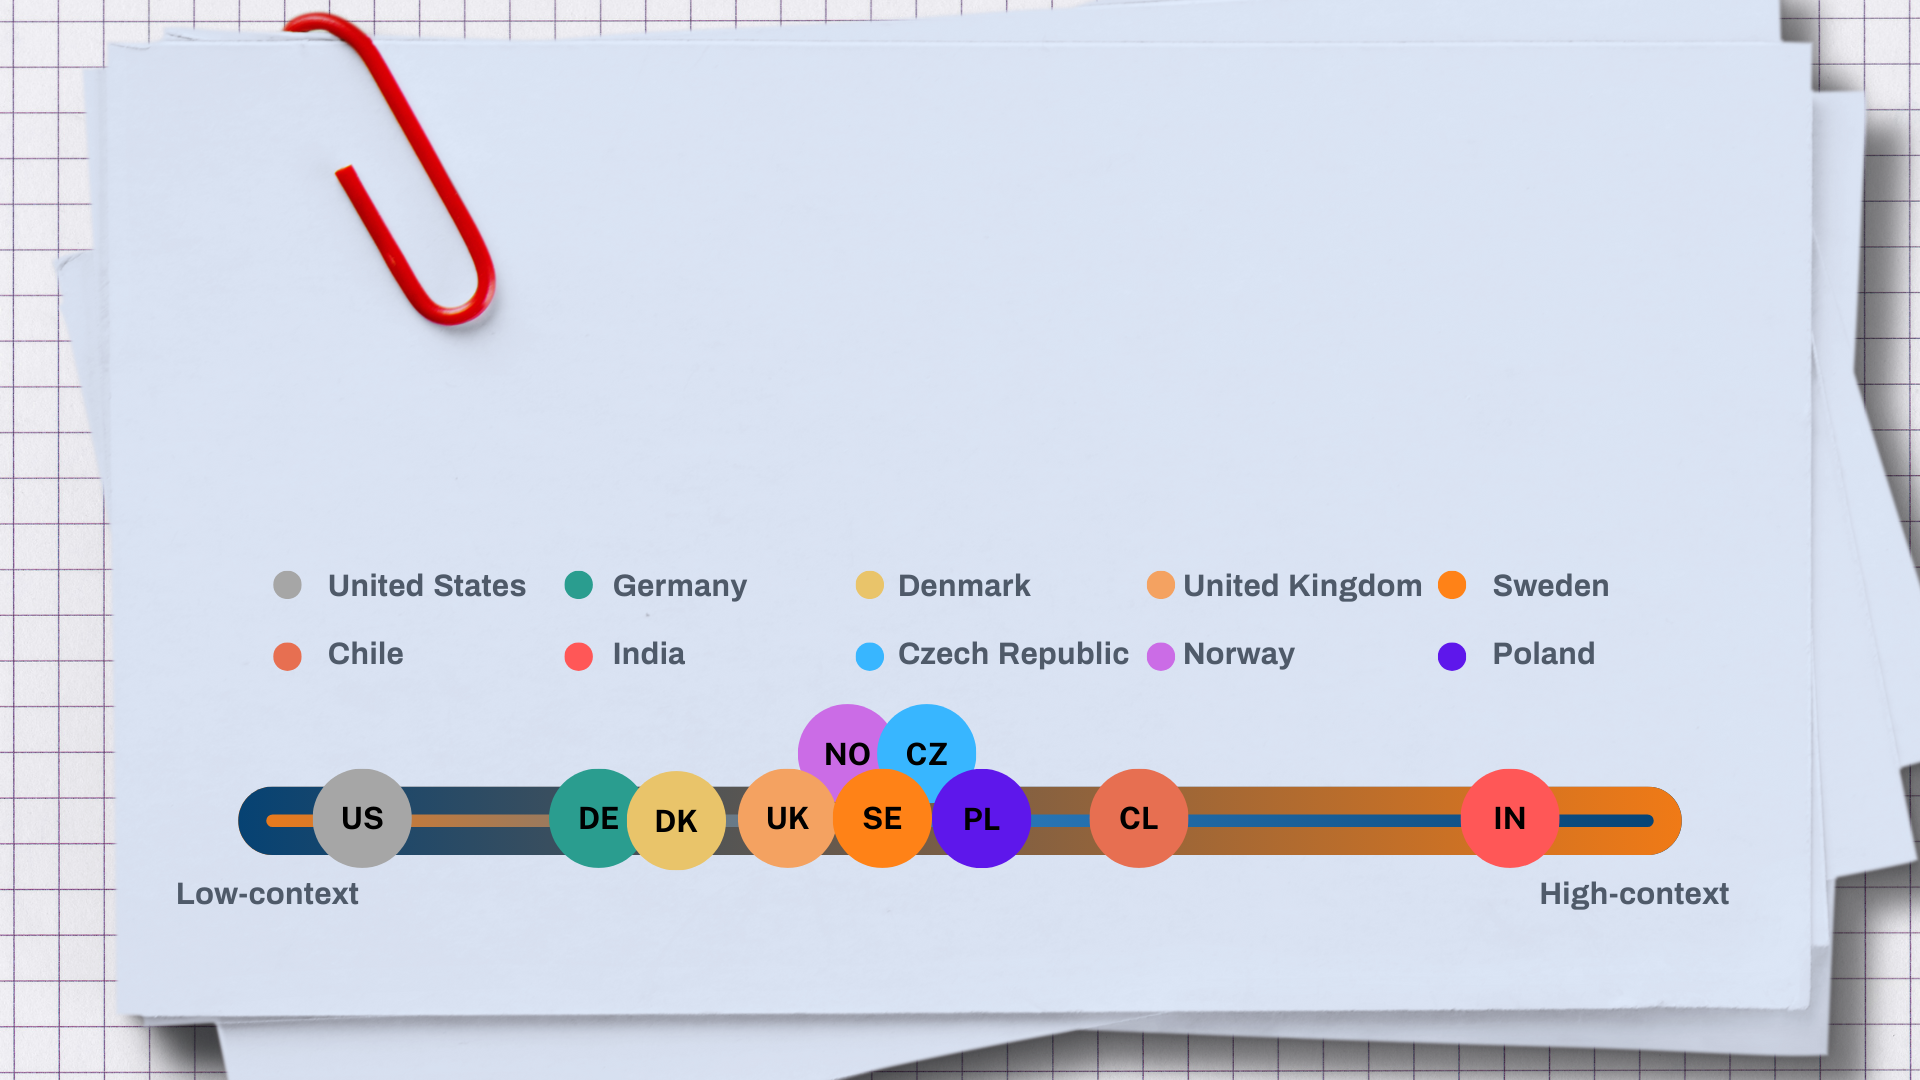 United States Germany Denmark United Kingdom Sweden
Chile India Czech Republic Norway Poland
NO CZ
US DE DK UK SE PL CL IN
Low-context High-context